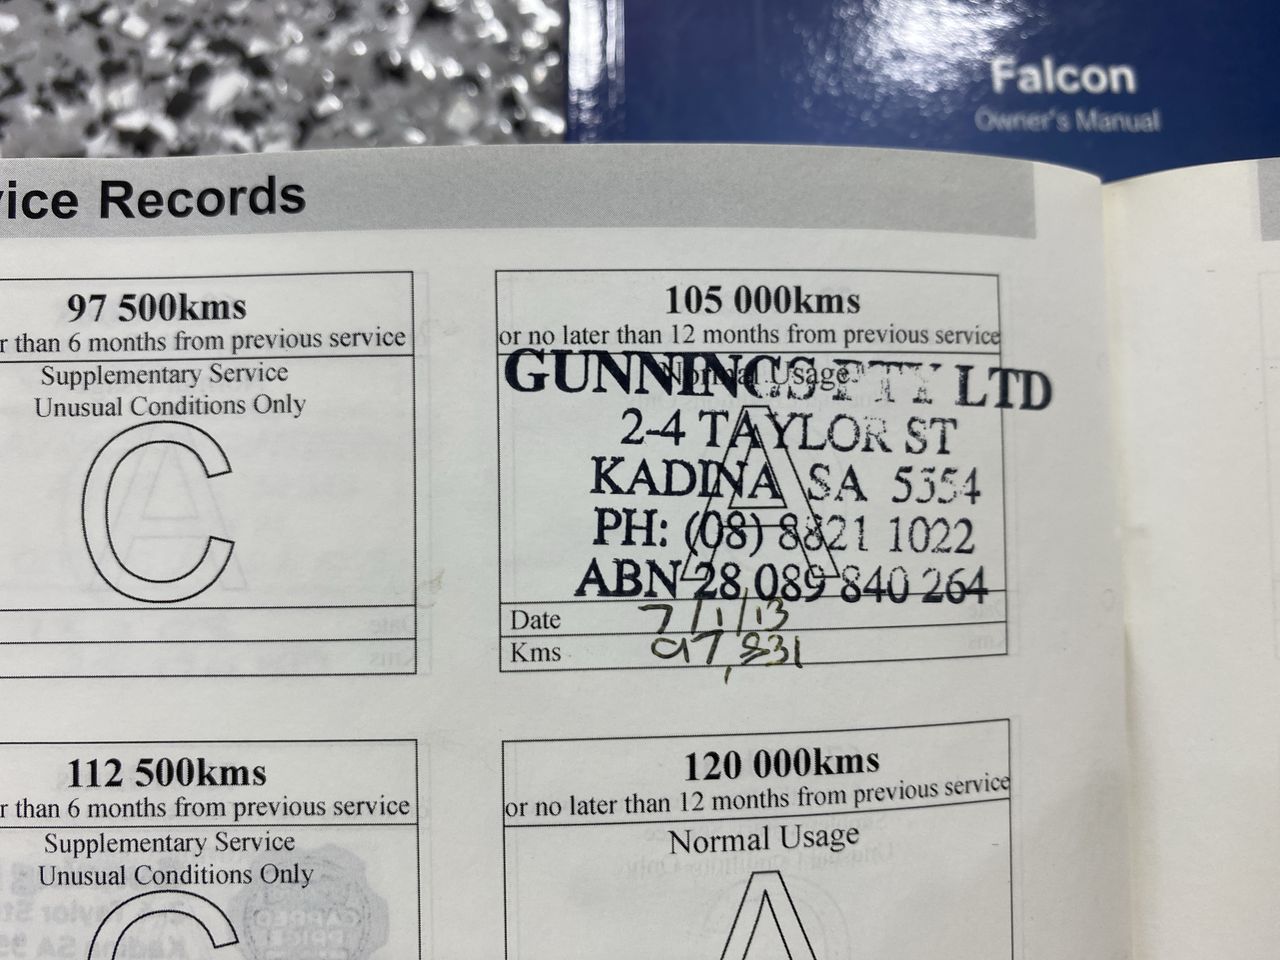 Falcon
Owner's Manual
vice Records
97 500kms
r than 6 months from previous service
Supplementary Service
Unusual Conditions Only
C
105 000kms
or no later than 12 months from previous service
Normal Usage
A
GUNNINGS PTY LTD
2-4 TAYLOR ST
KADINA SA 5554
PH: (08) 8821 1022
ABN 28 089 840 264
Date 7/1/13
Kms 97,831
112 500kms
r than 6 months from previous service
Supplementary Service
Unusual Conditions Only
C
120 000kms
or no later than 12 months from previous service
Normal Usage
A